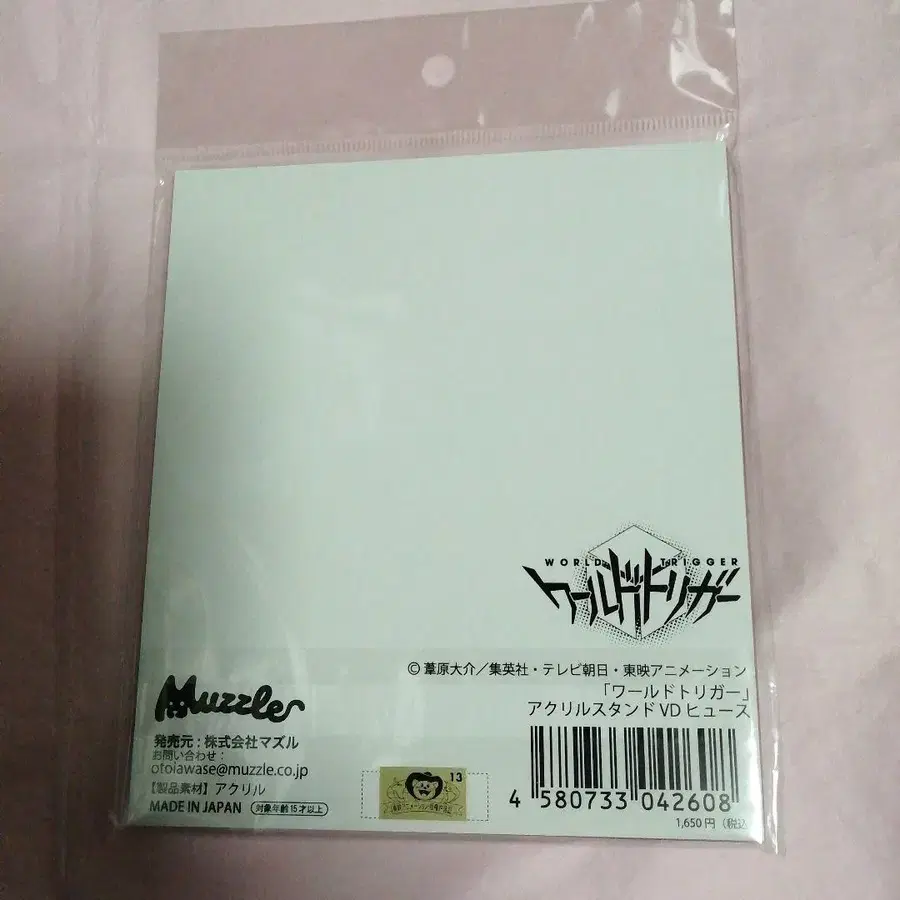 WORLD TRIGGER
ワールドトリガー
© 葦原大介／集英社・テレビ朝日・東映アニメーション
「ワールドトリガー」
アクリルスタンド VD ヒュース
Muzzle
発売元：株式会社マズル
お問い合わせ：
otoiawase@muzzle.co.jp
【製品素材】アクリル
MADE IN JAPAN 対象年齢15才以上
13
4 580733 042608
1,650円（税込